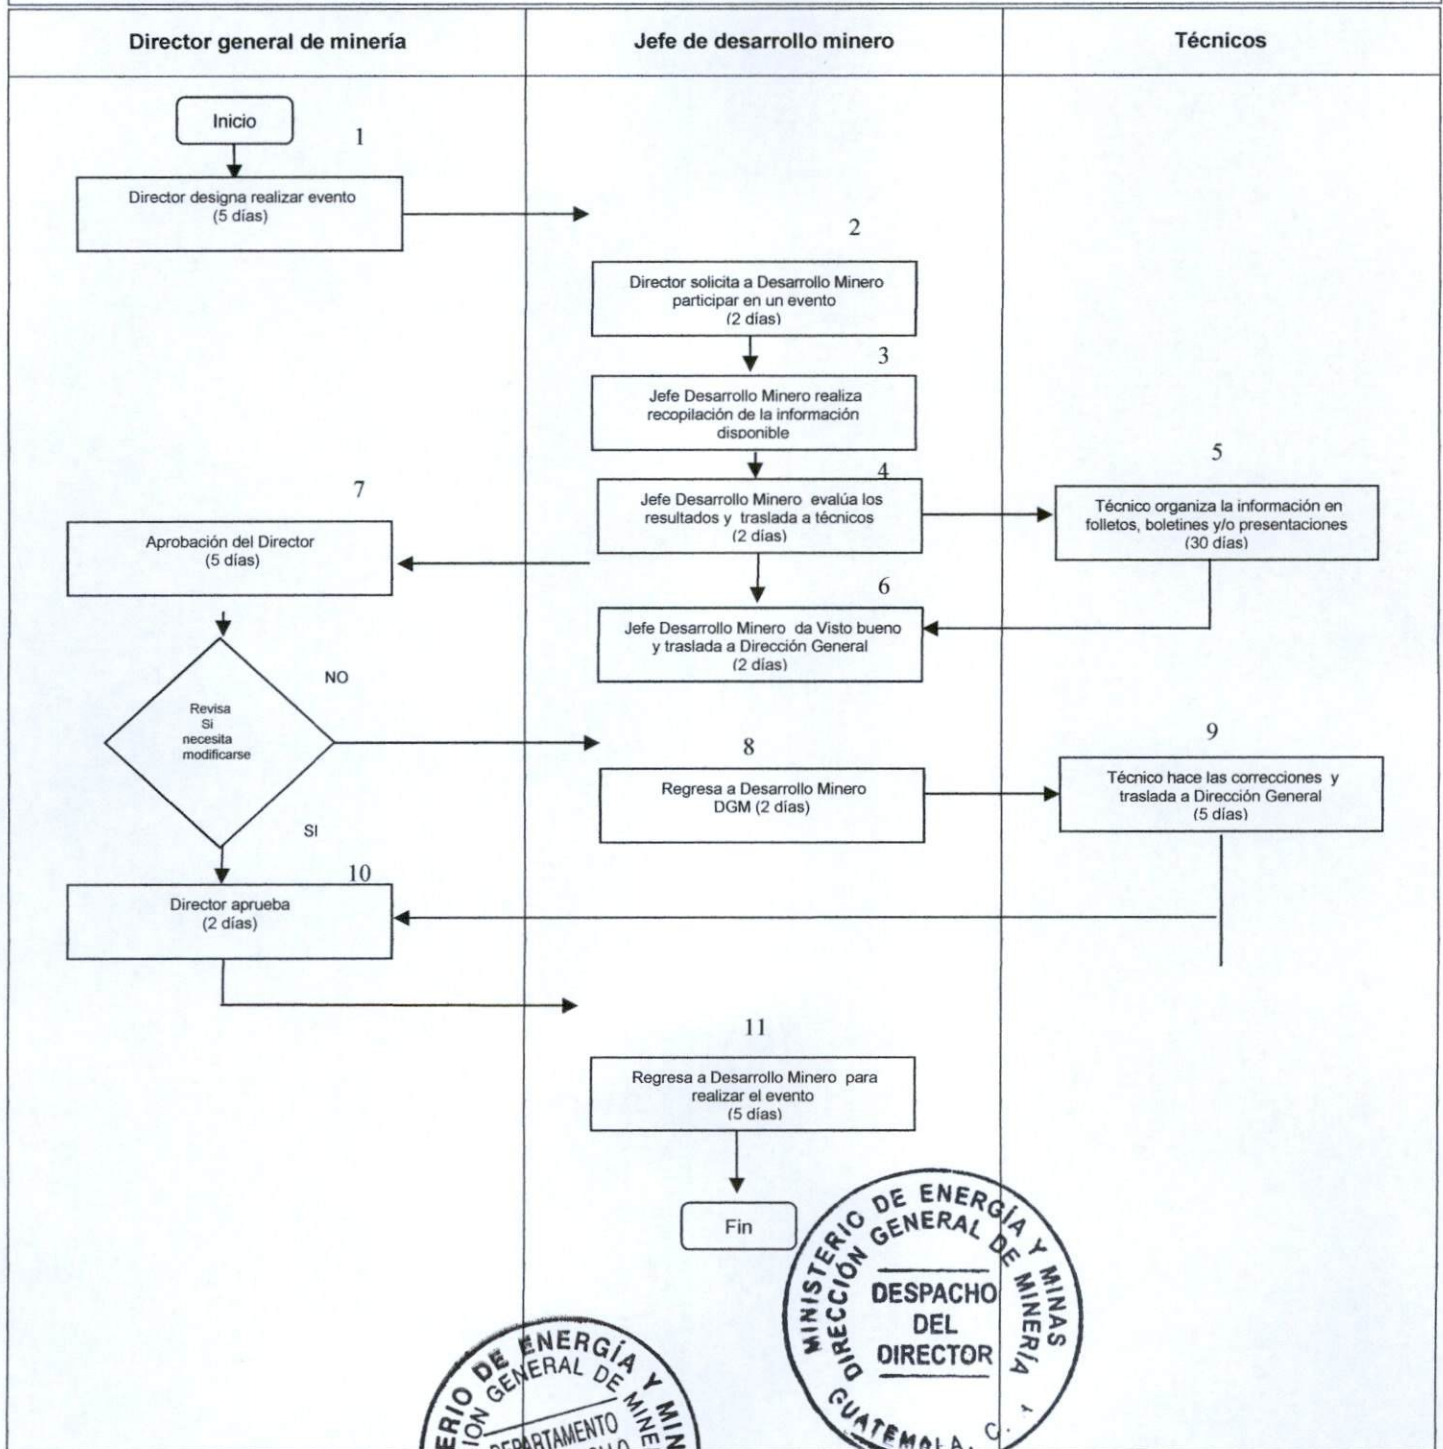 Director general de minería
Jefe de desarrollo minero
Técnicos
Inicio
1
Director designa realizar evento
(5 días)
2
Director solicita a Desarrollo Minero
participar en un evento
(2 días)
3
Jefe Desarrollo Minero realiza
recopilación de la información
disponible
4
Jefe Desarrollo Minero evalúa los
resultados y traslada a técnicos
(2 días)
5
Técnico organiza la información en
folletos, boletines y/o presentaciones
(30 días)
6
Jefe Desarrollo Minero da Visto bueno
y traslada a Dirección General
(2 días)
7
Aprobación del Director
(5 días)
Revisa
Si
necesita
modificarse
NO
SI
8
Regresa a Desarrollo Minero
DGM (2 días)
9
Técnico hace las correcciones y
traslada a Dirección General
(5 días)
10
Director aprueba
(2 días)
11
Regresa a Desarrollo Minero para
realizar el evento
(5 días)
Fin
MINISTERIO DE ENERGÍA Y MINAS
DIRECCIÓN GENERAL DE MINERÍA
DESPACHO
DEL
DIRECTOR
GUATEMALA, C.
DE ENERGÍA Y
GENERAL DE
DEPARTAMENTO